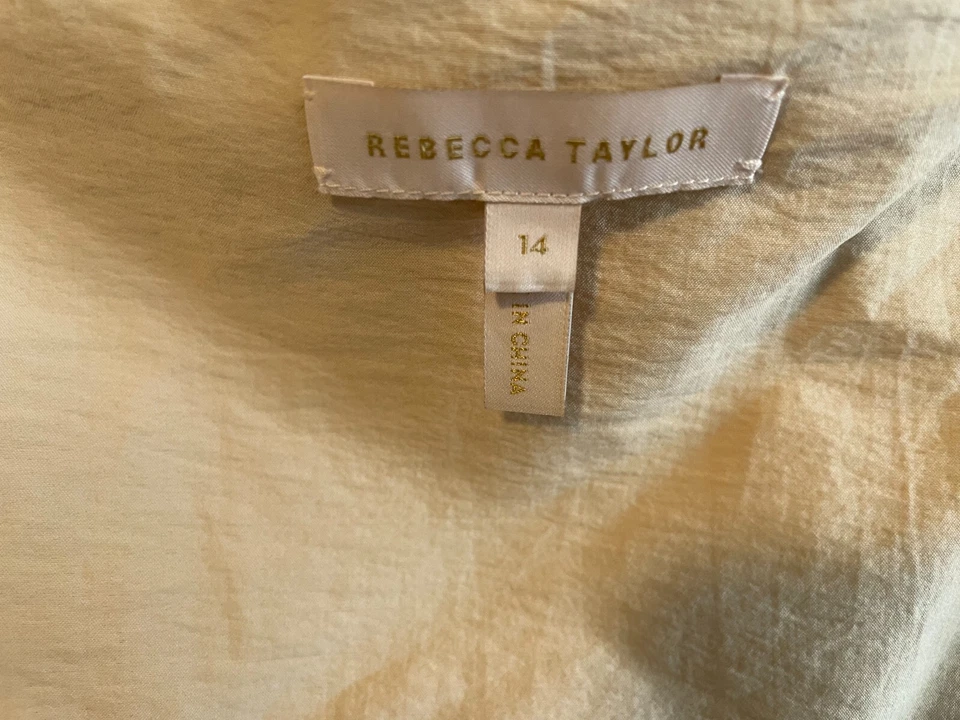 REBECCA TAYLOR
14
IN CHINA